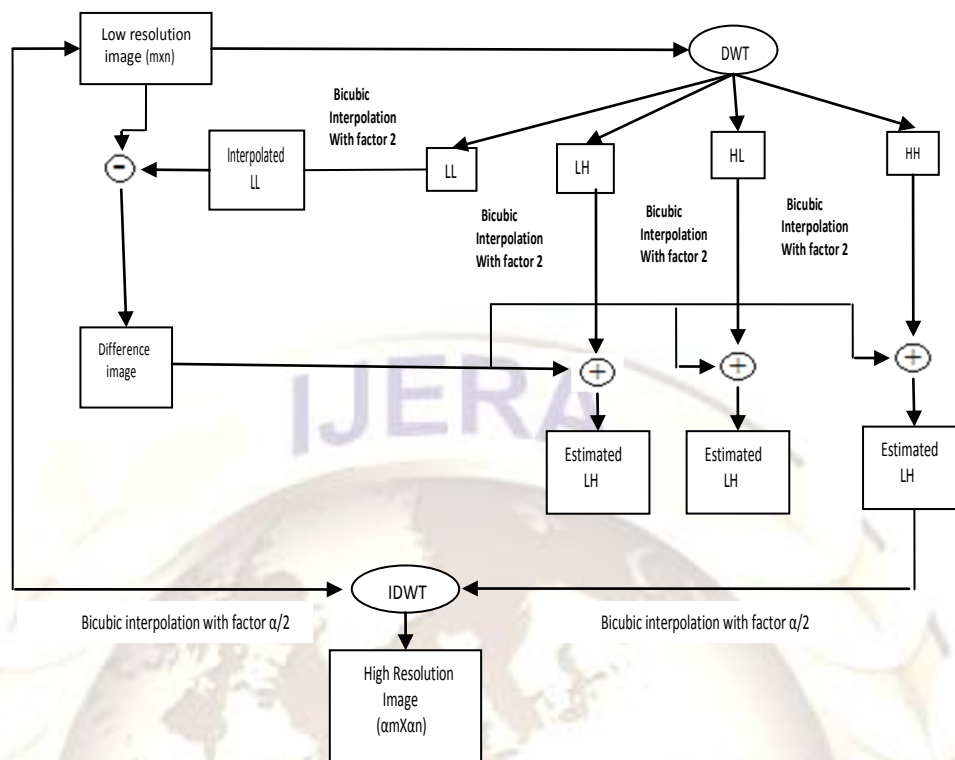 Low resolution
image (mxn)
DWT
Bicubic
Interpolation
With factor 2
Interpolated
LL
LL
LH
HL
HH
Bicubic
Interpolation
With factor 2
Bicubic
Interpolation
With factor 2
Bicubic
Interpolation
With factor 2
Difference
image
IJERA
Estimated
LH
Estimated
LH
Estimated
LH
IDWT
Bicubic interpolation with factor α/2
Bicubic interpolation with factor α/2
High Resolution
Image
(αmXαn)